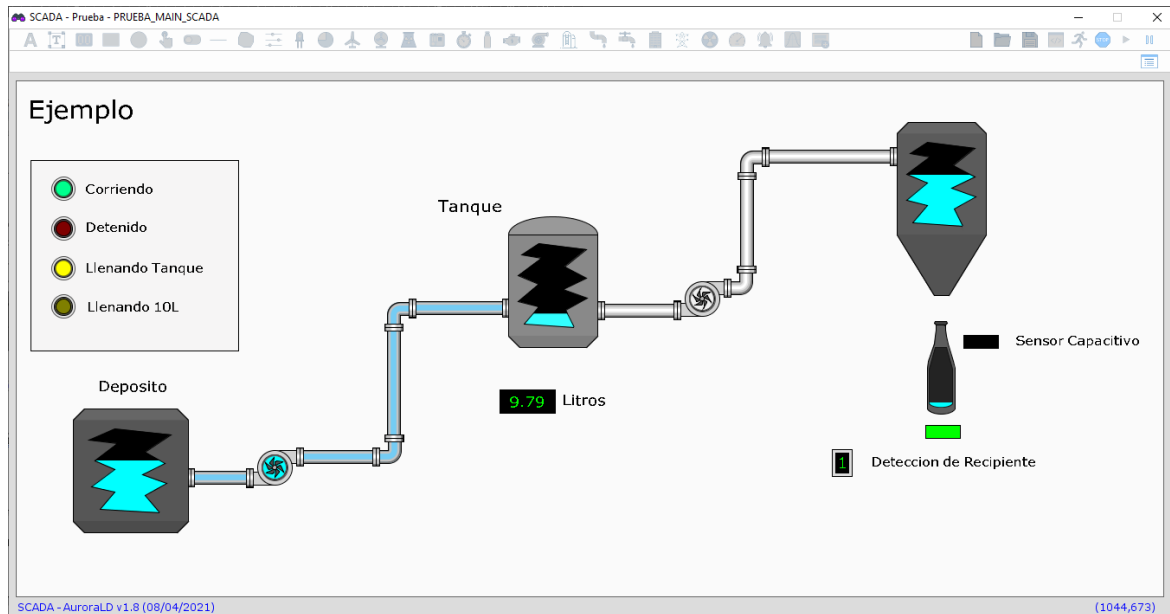 SCADA - Prueba - PRUEBA_MAIN_SCADA
Ejemplo
Corriendo
Detenido
Llenando Tanque
Llenando 10L
Tanque
Deposito
9.79 Litros
Sensor Capacitivo
1 Deteccion de Recipiente
SCADA - AuroraLD v1.8 (08/04/2021)
(1044,673)